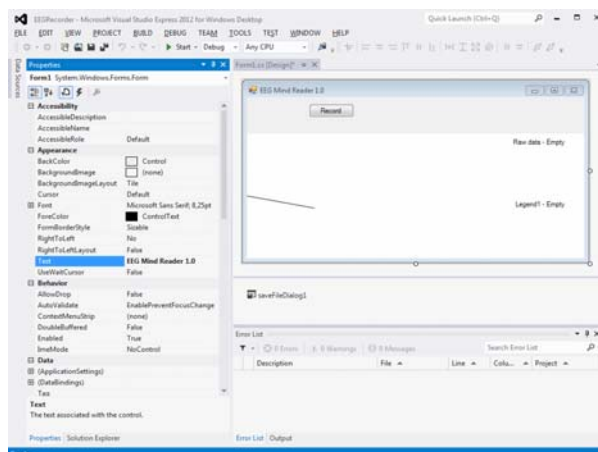 EEGRecorder - Microsoft Visual Studio Express 2012 for Windows Desktop
Quick Launch (Ctrl+Q)
FILE EDIT VIEW PROJECT BUILD DEBUG TEAM TOOLS TEST WINDOW HELP
Start - Debug - Any CPU
Data Sources
Properties
Form1 System.Windows.Forms.Form
Accessibility
AccessibleDescription
AccessibleName
AccessibleRole Default
Appearance
BackColor Control
BackgroundImage (none)
BackgroundImageLayout Tile
Cursor Default
Font Microsoft Sans Serif; 8,25pt
ForeColor ControlText
FormBorderStyle Sizable
RightToLeft No
RightToLeftLayout False
Text EEG Mind Reader 1.0
UseWaitCursor False
Behavior
AllowDrop False
AutoValidate EnablePreventFocusChange
ContextMenuStrip (none)
DoubleBuffered False
Enabled True
ImeMode NoControl
Data
(ApplicationSettings)
(DataBindings)
Tag
Text
The text associated with the control.
Properties Solution Explorer
Form1.cs [Design]*
EEG Mind Reader 1.0
Record
Raw data - Empty
Legend1 - Empty
saveFileDialog1
Error List
0 Errors 0 Warnings 0 Messages
Search Error List
Description File Line Colu... Project
Error List Output